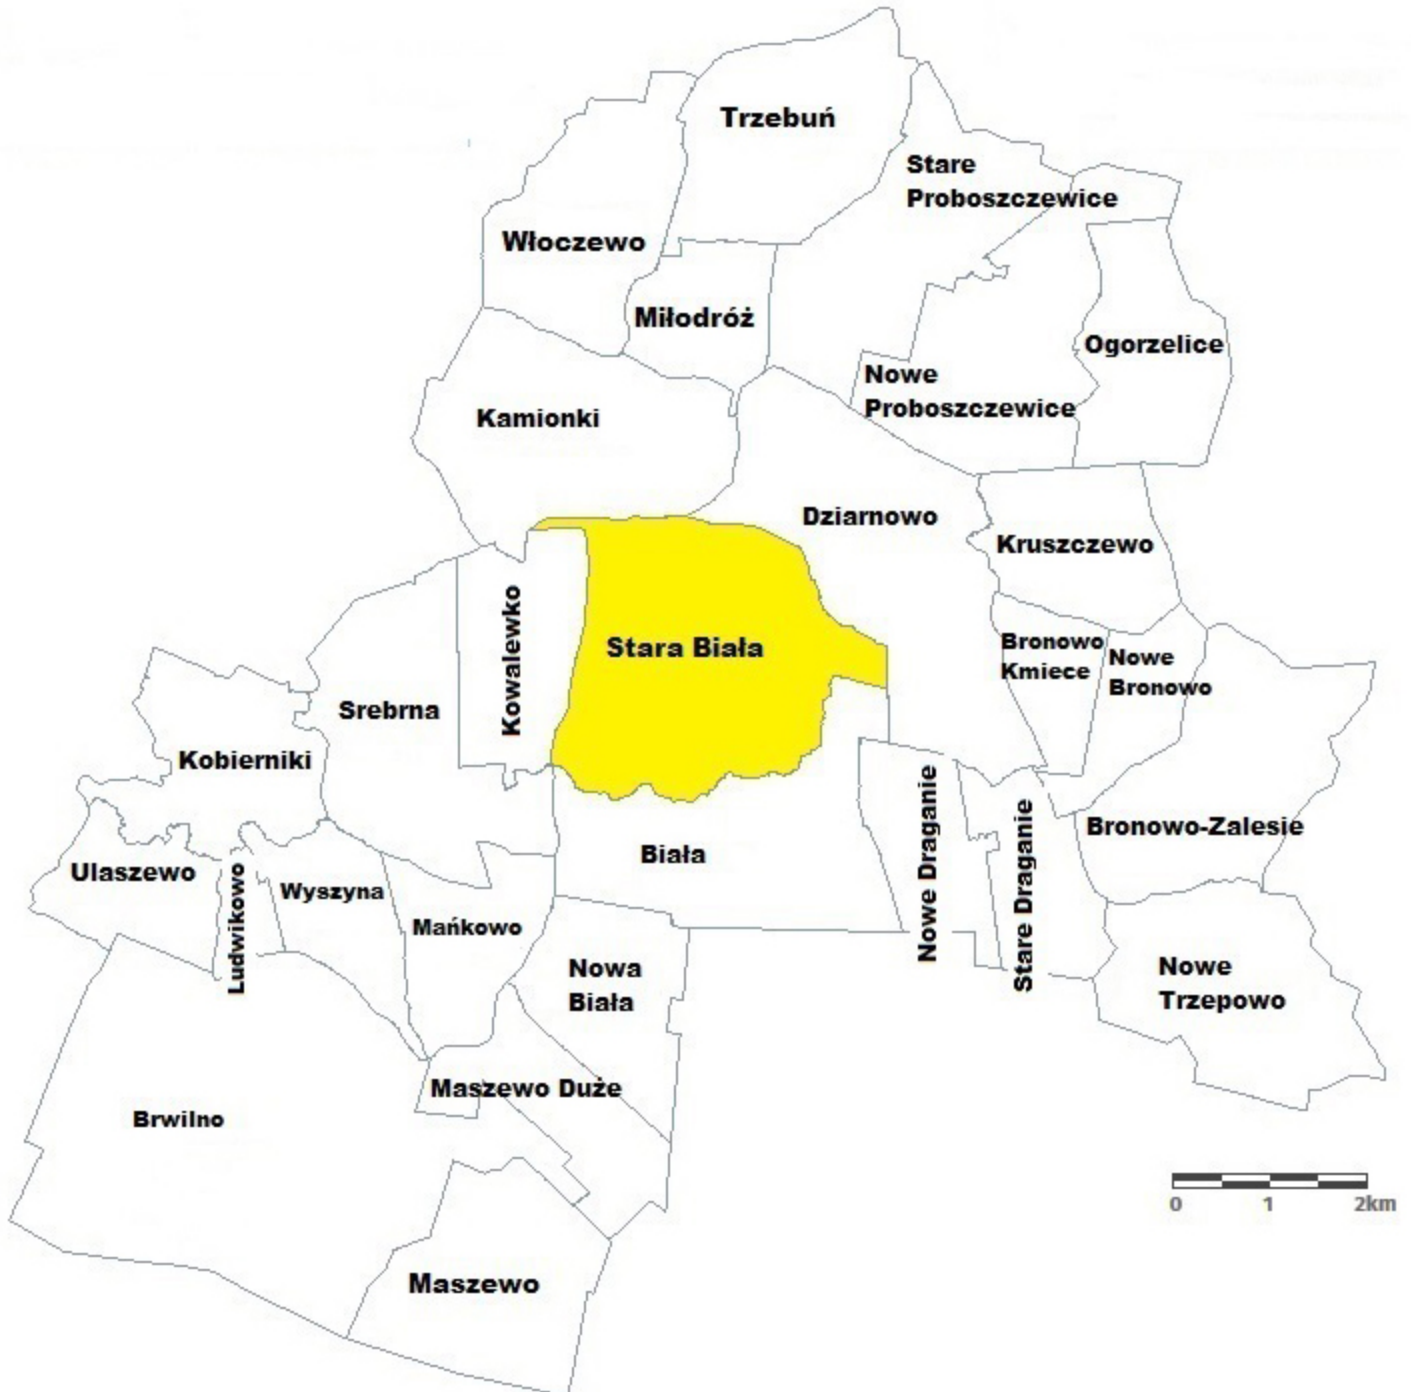 Trzebuń
Stare
Proboszczewice
Włoczewo
Miłodróż
Ogorzelice
Nowe
Proboszczewice
Kamionki
Dziarnowo
Kruszczewo
Kowalewko
Stara Biała
Bronowo
Kmiece
Nowe
Bronowo
Srebrna
Kobierniki
Nowe Draganie
Stare Draganie
Bronowo-Zalesie
Biała
Ulaszewo
Ludwikowo
Wyszyna
Mańkowo
Nowa
Biała
Nowe
Trzepowo
Maszewo Duże
Brwilno
0 1 2km
Maszewo